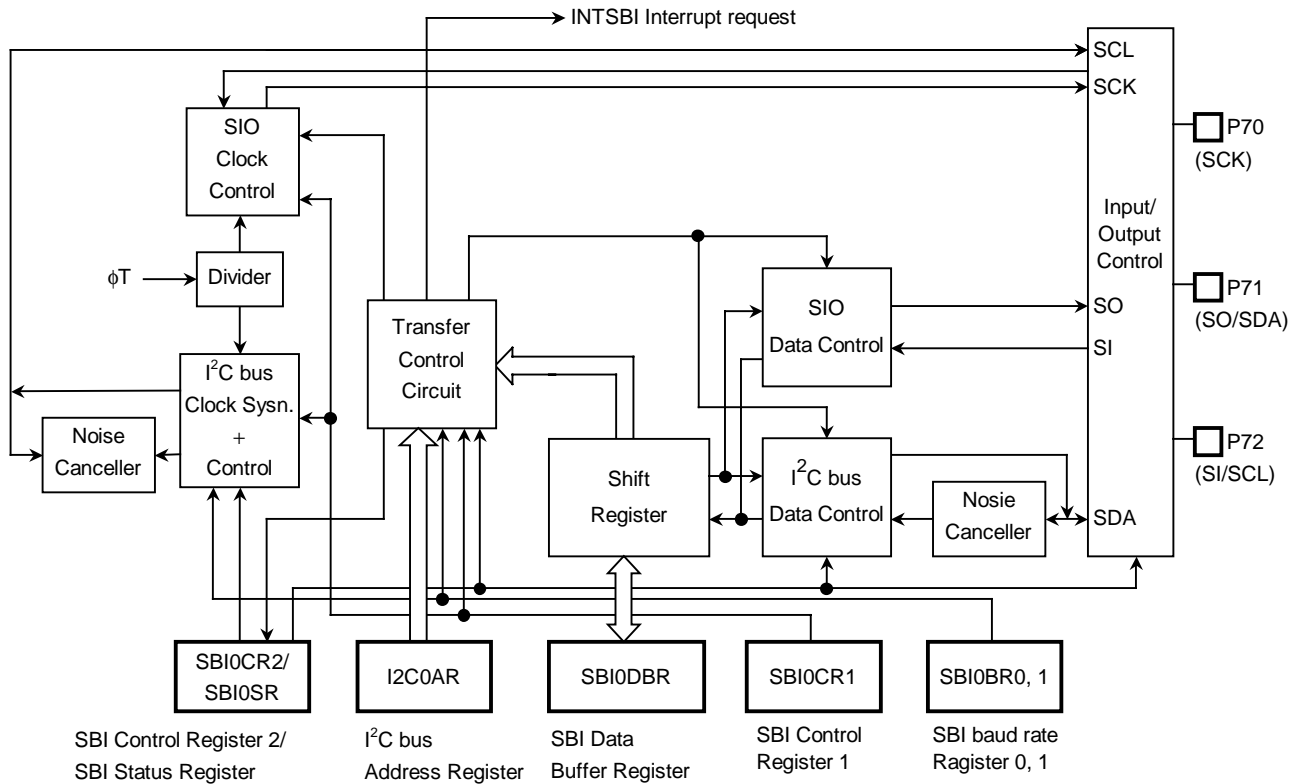 INTSBI Interrupt request
SCL
SCK
SIO
Clock
Control
P70
(SCK)
Input/
Output
Control
φT
Divider
P71
(SO/SDA)
SIO
Data Control
SO
SI
Transfer
Control
Circuit
I²C bus
Clock Sysn.
+
Control
Noise
Canceller
P72
(SI/SCL)
Shift
Register
I²C bus
Data Control
Nosie
Canceller
SDA
SBI0CR2/
SBI0SR
I2C0AR
SBI0DBR
SBI0CR1
SBI0BR0, 1
SBI Control Register 2/
SBI Status Register
I²C bus
Address Register
SBI Data
Buffer Register
SBI Control
Register 1
SBI baud rate
Ragister 0, 1